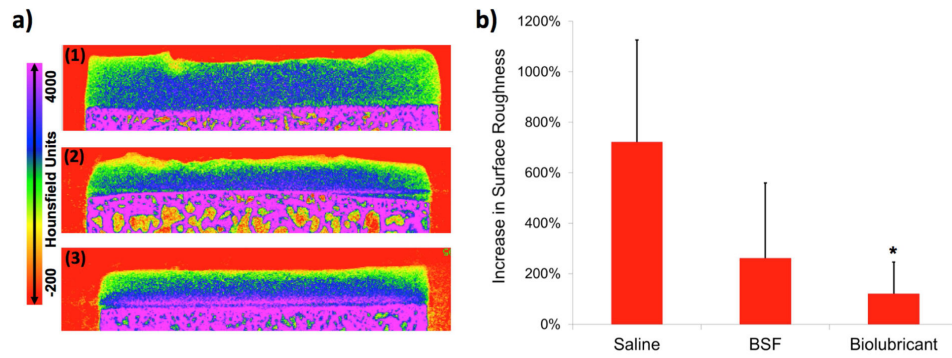 a)
4000
Hounsfield Units
-200
(1)
(2)
(3)
b)
Increase in Surface Roughness
1200%
1000%
800%
600%
400%
200%
0%
*
Saline
BSF
Biolubricant